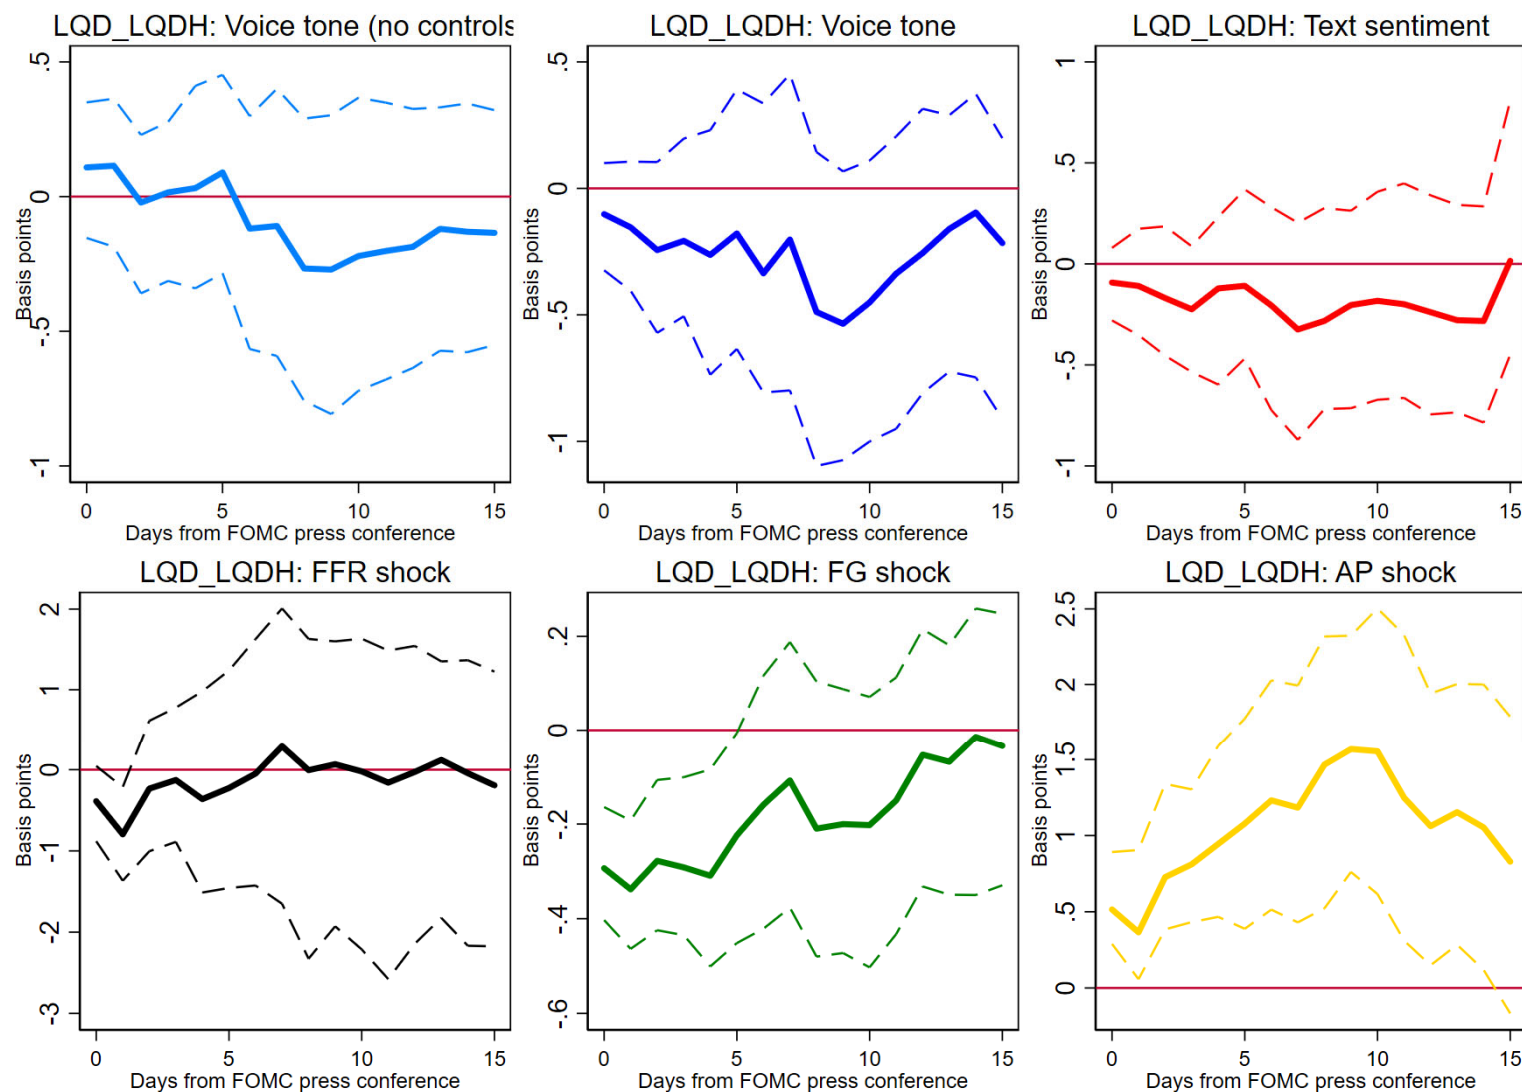 LQD_LQDH: Voice tone (no controls
.5
0
-.5
-1
Basis points
0 5 10 15
Days from FOMC press conference
LQD_LQDH: Voice tone
.5
0
-.5
-1
Basis points
0 5 10 15
Days from FOMC press conference
LQD_LQDH: Text sentiment
1
.5
0
-.5
-1
Basis points
0 5 10 15
Days from FOMC press conference
LQD_LQDH: FFR shock
2
1
0
-1
-2
-3
Basis points
0 5 10 15
Days from FOMC press conference
LQD_LQDH: FG shock
.2
0
-.2
-.4
-.6
Basis points
0 5 10 15
Days from FOMC press conference
LQD_LQDH: AP shock
2.5
2
1.5
1
0.5
0
Basis points
0 5 10 15
Days from FOMC press conference